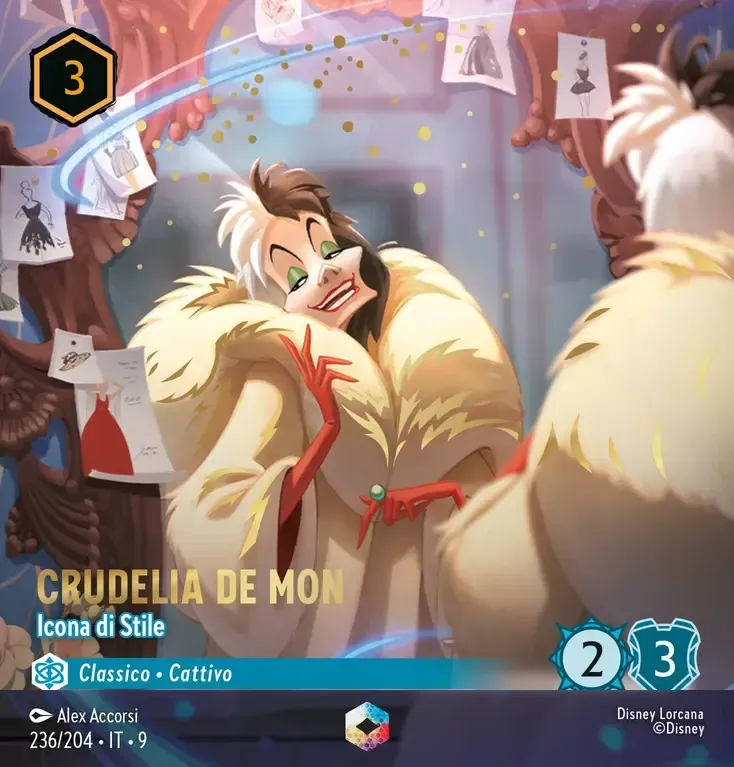 3
CRUDELIA DE MON
Icona di Stile
Classico • Cattivo
2
3
Alex Accorsi
236/204 • IT • 9
Disney Lorcana
©Disney